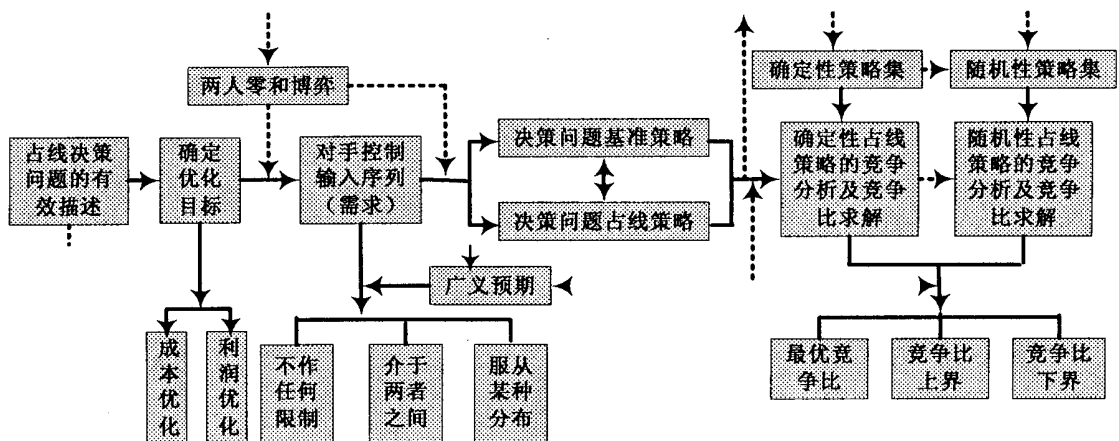 两人零和博弈
确定性策略集
随机性策略集
占线决策
问题的有
效描述
确定
优化
目标
对手控制
输入序列
（需求）
决策问题基准策略
决策问题占线策略
确定性占线
策略的竞争
分析及竞争
比求解
随机性占线
策略的竞争
分析及竞争
比求解
广义预期
成本优化
利润优化
不作
任何
限制
介于
两者
之间
服从
某种
分布
最优竞
争比
竞争比
上界
竞争比
下界